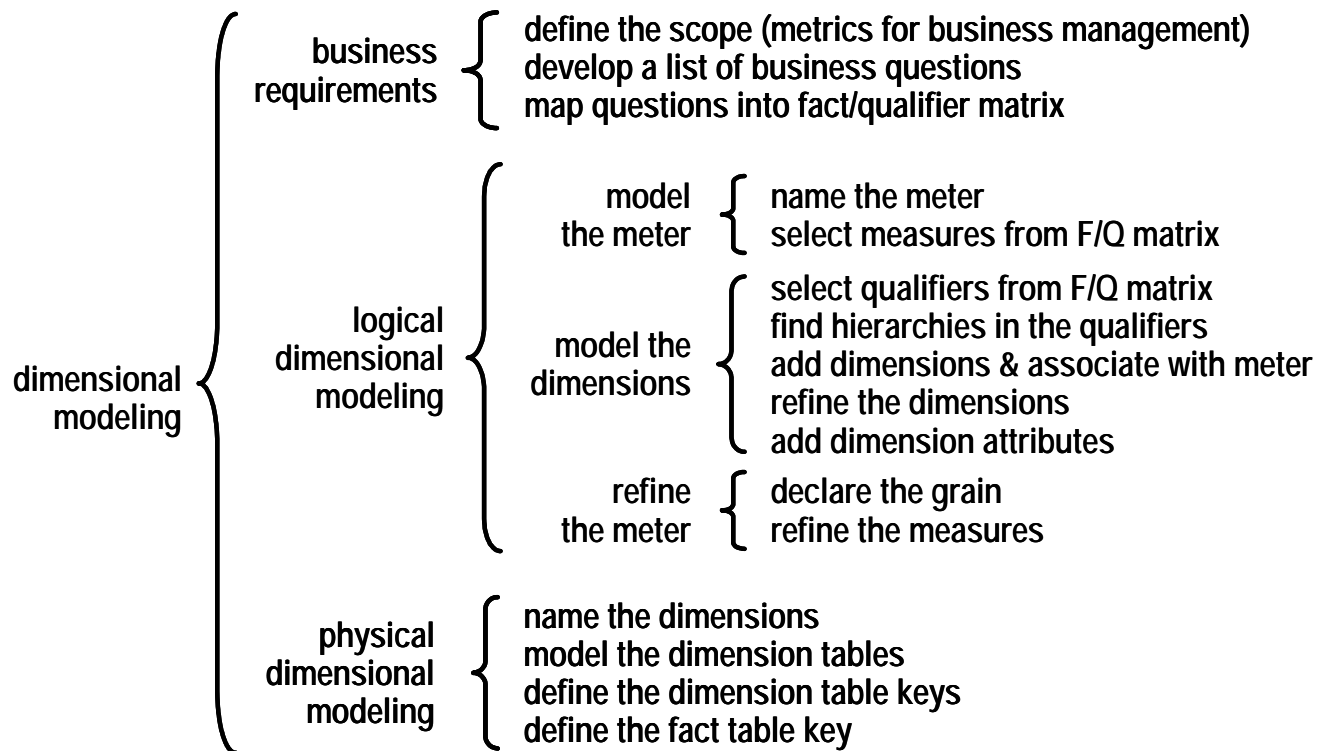 dimensional
modeling
business
requirements
define the scope (metrics for business management)
develop a list of business questions
map questions into fact/qualifier matrix
logical
dimensional
modeling
model
the meter
name the meter
select measures from F/Q matrix
model the
dimensions
select qualifiers from F/Q matrix
find hierarchies in the qualifiers
add dimensions & associate with meter
refine the dimensions
add dimension attributes
refine
the meter
declare the grain
refine the measures
physical
dimensional
modeling
name the dimensions
model the dimension tables
define the dimension table keys
define the fact table key